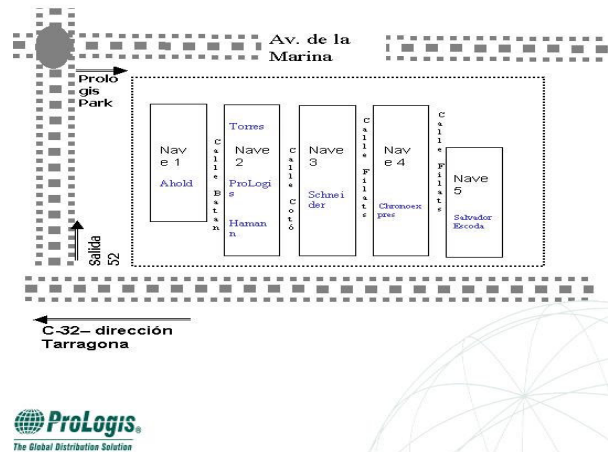 Av. de la
Marina
Prolo
gis
Park
Nav
e 1
Ahold
Calle Batan
Torres
Nave
2
ProLogi
s
Haman
n
Calle Cotó
Nave
3
Schnei
der
Calle Filats
Nav
e 4
Chronoex
pres
Calle Filats
Nave
5
Salvador
Escoda
Salida
52
C-32– dirección
Tarragona
ProLogis®
The Global Distribution Solution